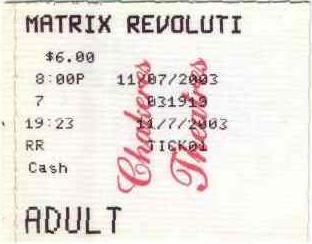 MATRIX REVOLUTI
$6.00
8:00P 11/07/2003
7 031919
19:23 11/7/2003
RR TICK01
Cash
ADULT
Theatres